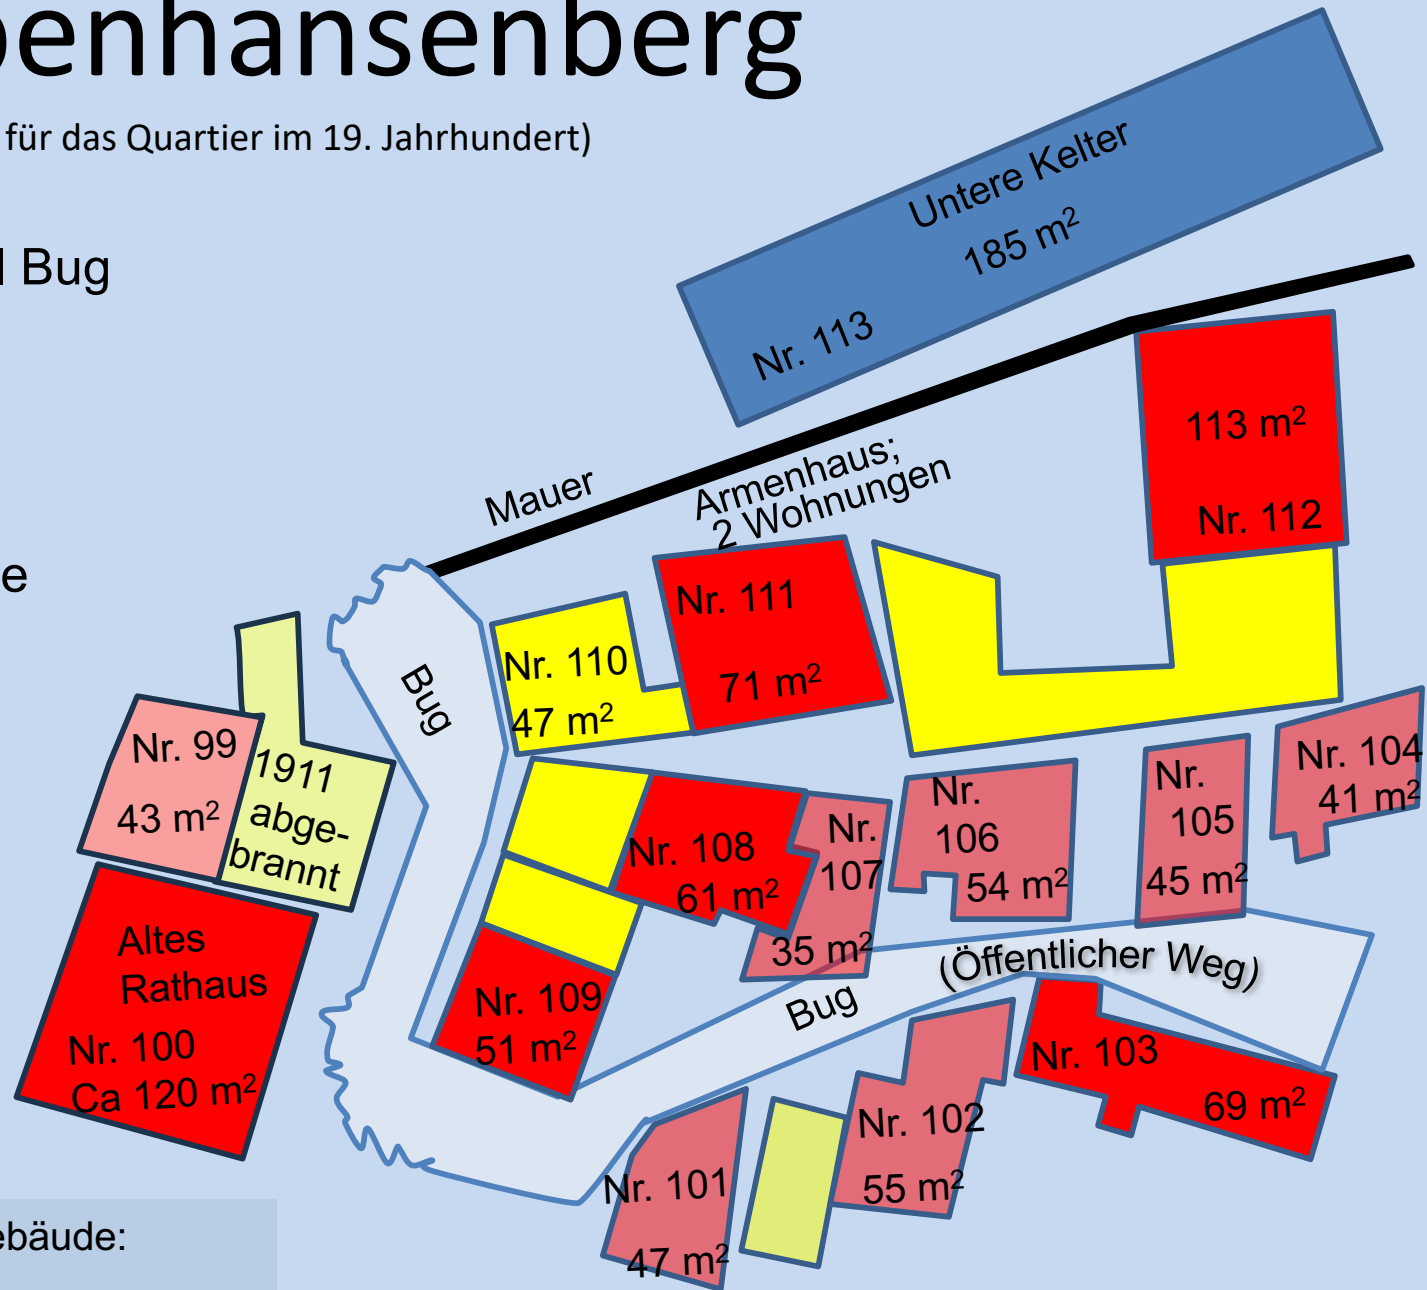 penhansenberg
für das Quartier im 19. Jahrhundert)
Bug
e
Untere Kelter
185 m²
Nr. 113
113 m²
Nr. 112
Mauer
Armenhaus;
2 Wohnungen
Nr. 111
71 m²
Nr. 110
47 m²
Bug
Nr. 99
43 m²
1911
abge-
brannt
Altes
Rathaus
Nr. 100
Ca 120 m²
Nr. 108
61 m²
Nr.
107
35 m²
Nr.
106
54 m²
Nr.
105
45 m²
Nr. 104
41 m²
Nr. 109
51 m²
Bug
(Öffentlicher Weg)
Nr. 103
69 m²
Nr. 102
55 m²
Nr. 101
47 m²
ebäude: